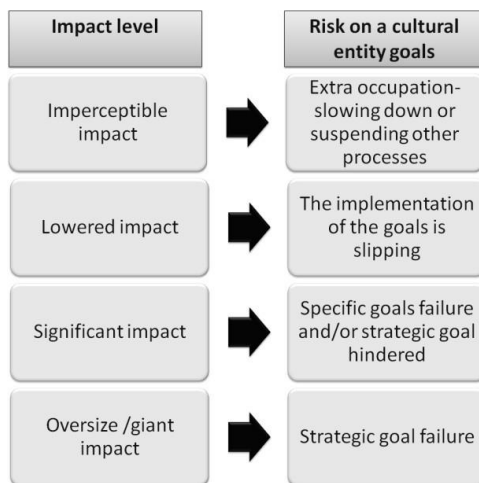 Impact level
Risk on a cultural
entity goals
Imperceptible
impact
Extra occupation-
slowing down or
suspending other
processes
Lowered impact
The implementation
of the goals is
slipping
Significant impact
Specific goals failure
and/or strategic goal
hindered
Oversize /giant
impact
Strategic goal failure